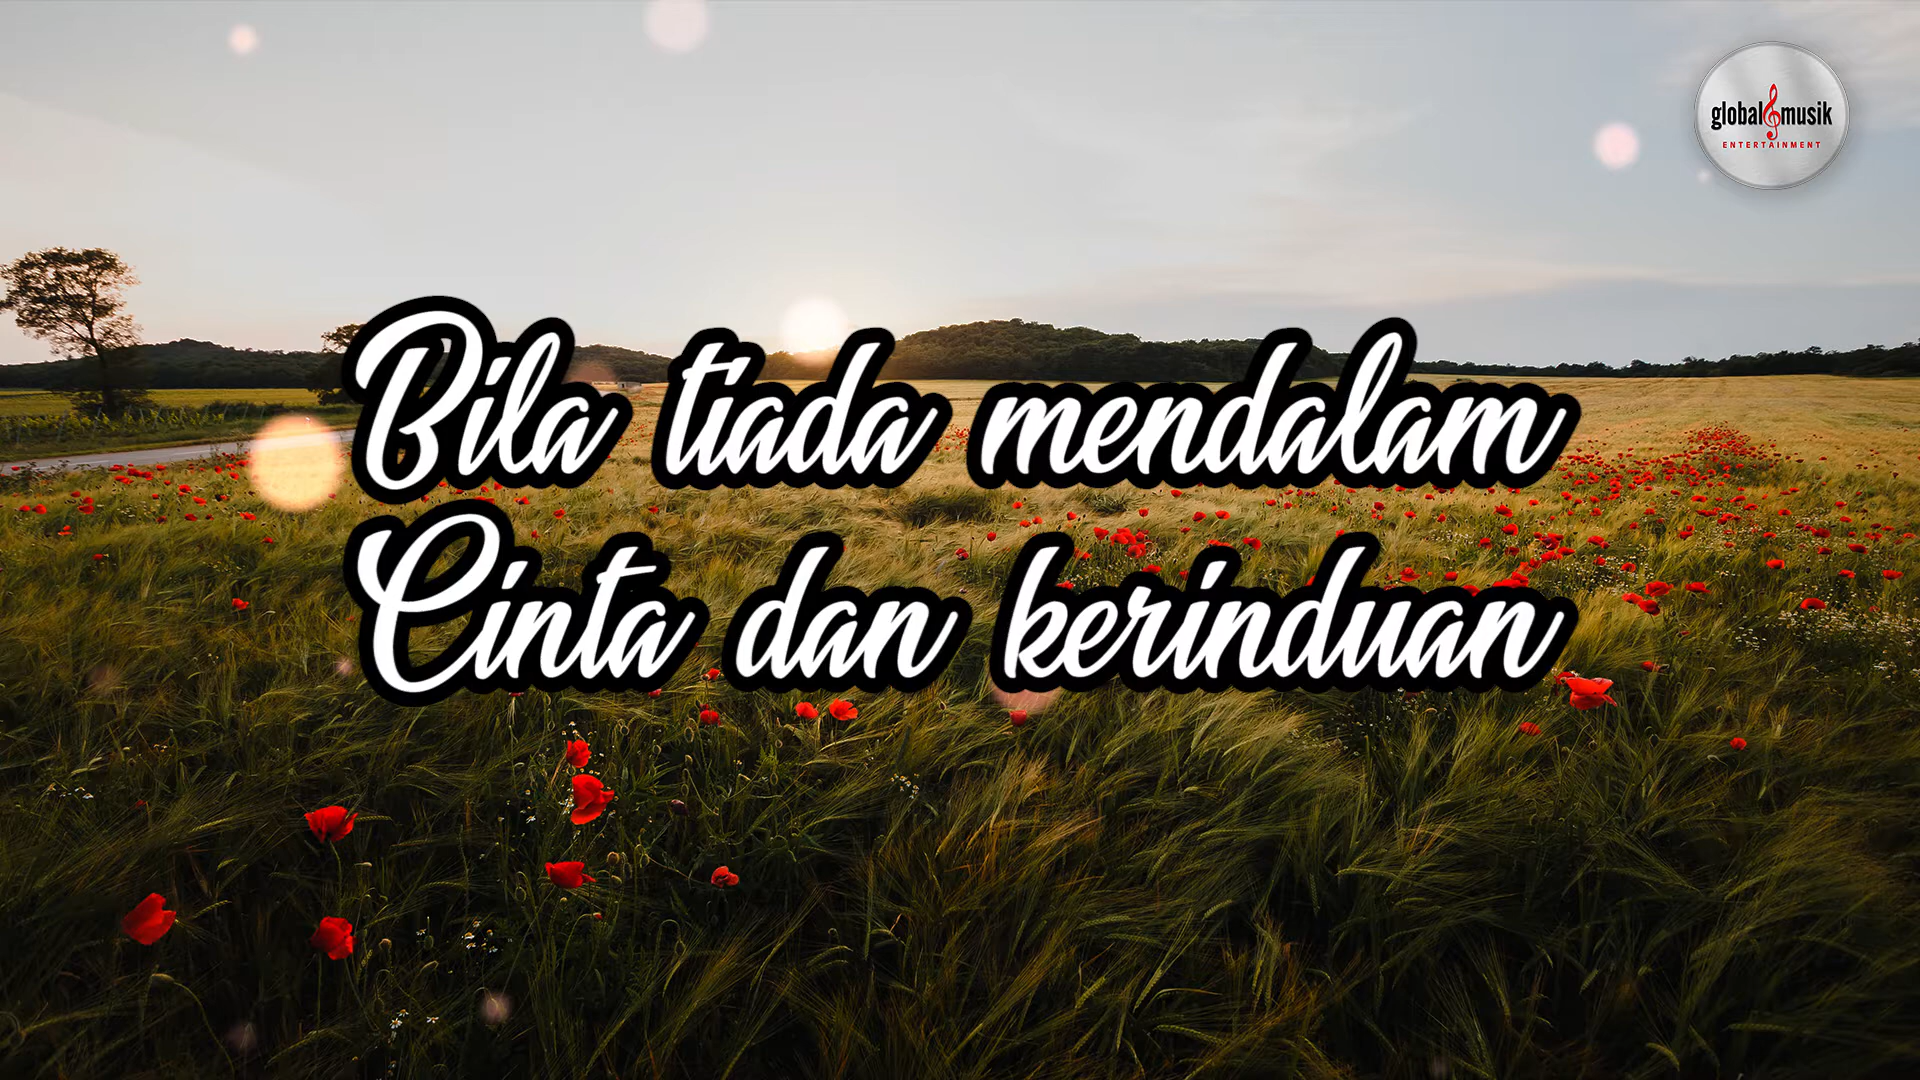 global musik
ENTERTAINMENT
Bila tiada mendalam
Cinta dan kerinduan